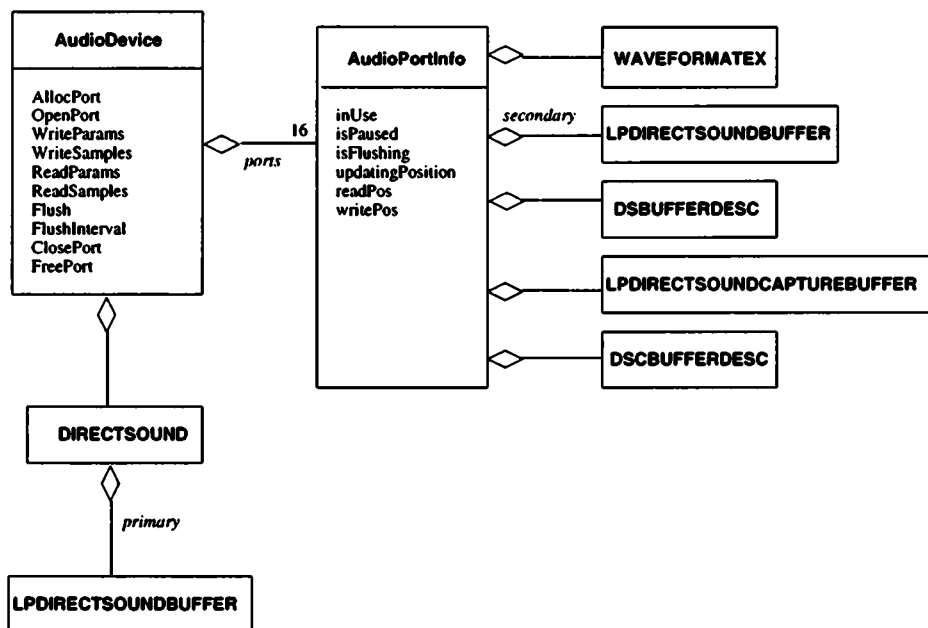 AudioDevice
AllocPort
OpenPort
WriteParams
WriteSamples
ReadParams
ReadSamples
Flush
FlushInterval
ClosePort
FreePort
16
ports
AudioPortInfo
inUse
isPaused
isFlushing
updatingPosition
readPos
writePos
WAVEFORMATEX
secondary
LPDIRECTSOUNDBUFFER
DSBUFFERDESC
LPDIRECTSOUNDCAPTUREBUFFER
DSCBUFFERDESC
DIRECTSOUND
primary
LPDIRECTSOUNDBUFFER